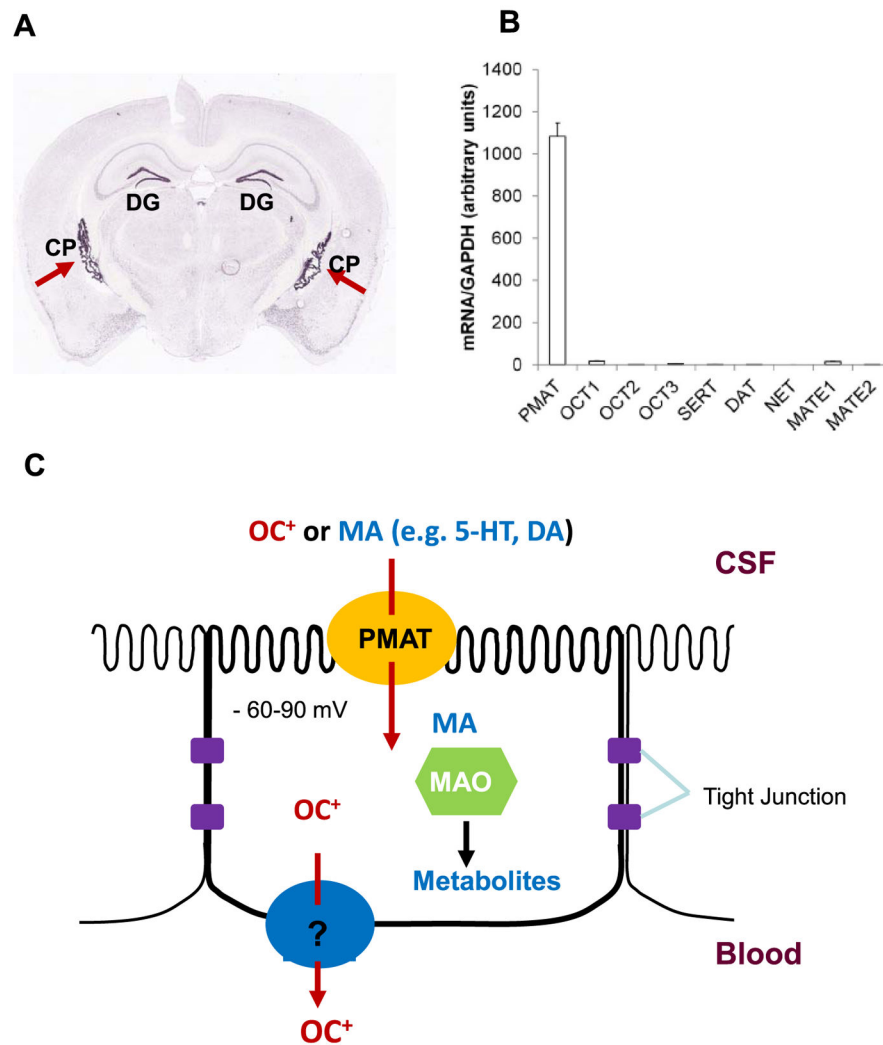 A
DG
DG
CP
CP
B
mRNA/GAPDH (arbitrary units)
1400
1200
1000
800
600
400
200
0
PMAT
OCT1
OCT2
OCT3
SERT
DAT
NET
MATE1
MATE2
C
OC⁺ or MA (e.g. 5-HT, DA)
CSF
PMAT
- 60-90 mV
MA
MAO
Tight Junction
OC⁺
Metabolites
?
Blood
OC⁺